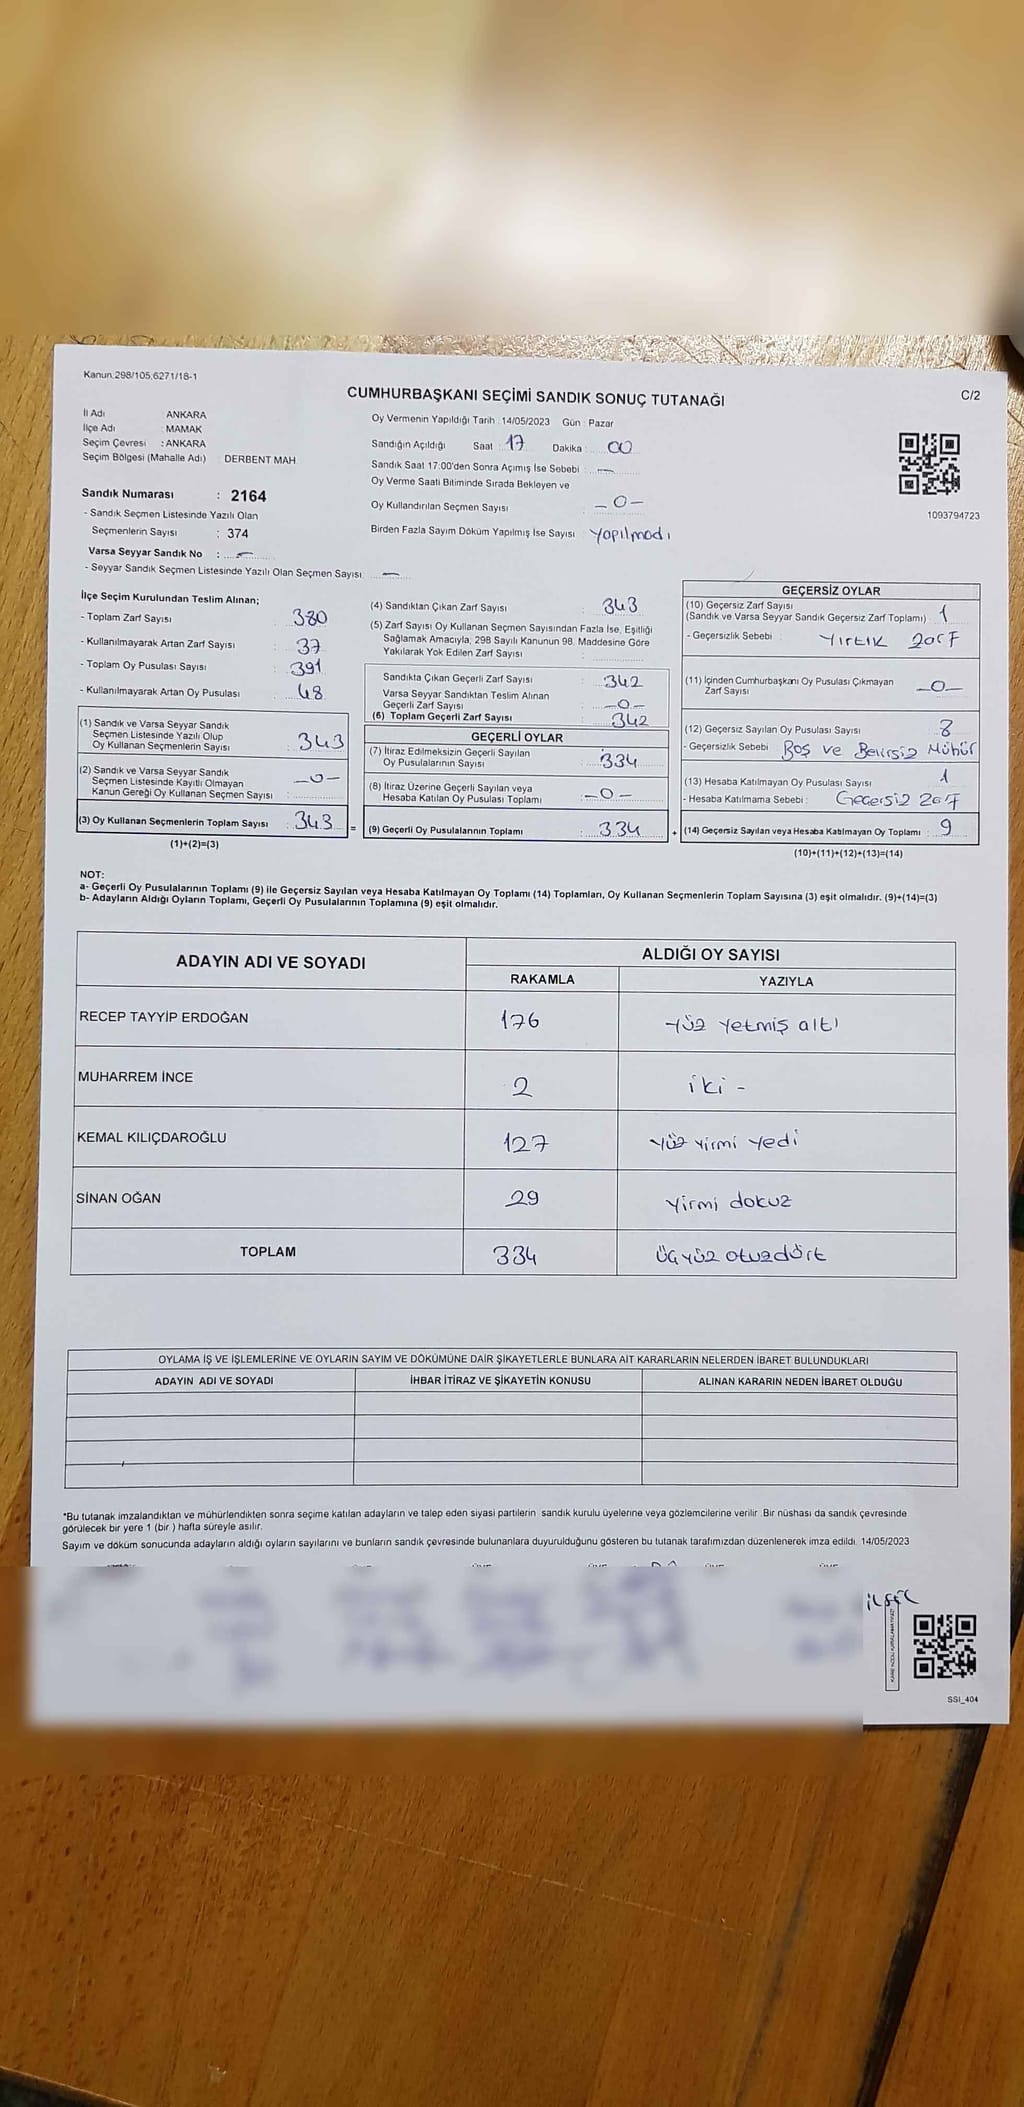 Kanun.298/105,6271/18-1
CUMHURBAŞKANI SEÇİMİ SANDIK SONUÇ TUTANAĞI
C/2
İl Adı : ANKARA
İlçe Adı : MAMAK
Seçim Çevresi : ANKARA
Seçim Bölgesi (Mahalle Adı) : DERBENT MAH
Sandık Numarası : 2164
- Sandık Seçmen Listesinde Yazılı Olan
Seçmenlerin Sayısı : 374
Varsa Seyyar Sandık No : —
- Seyyar Sandık Seçmen Listesinde Yazılı Olan Seçmen Sayısı —
Oy Vermenin Yapıldığı Tarih : 14/05/2023 Gün : Pazar
Sandığın Açıldığı Saat : 17 Dakika : 00
Sandık Saat 17:00'den Sonra Açımış İse Sebebi : —
Oy Verme Saati Bitiminde Sırada Bekleyen ve
Oy Kullandırılan Seçmen Sayısı : —0—
Birden Fazla Sayım Döküm Yapılmış İse Sayısı : Yapılmadı
1093794723
İlçe Seçim Kurulundan Teslim Alınan;
- Toplam Zarf Sayısı : 380
- Kullanılmayarak Artan Zarf Sayısı : 37
- Toplam Oy Pusulası Sayısı : 391
- Kullanılmayarak Artan Oy Pusulası : 48
(1) Sandık ve Varsa Seyyar Sandık
Seçmen Listesinde Yazılı Olup
Oy Kullanan Seçmenlerin Sayısı : 343
(2) Sandık ve Varsa Seyyar Sandık
Seçmen Listesinde Kayıtlı Olmayan
Kanun Gereği Oy Kullanan Seçmen Sayısı : —0—
(3) Oy Kullanan Seçmenlerin Toplam Sayısı : 343
(1)+(2)=(3)
(4) Sandıktan Çıkan Zarf Sayısı : 343
(5) Zarf Sayısı Oy Kullanan Seçmen Sayısından Fazla İse, Eşitliği
Sağlamak Amacıyla, 298 Sayılı Kanunun 98. Maddesine Göre
Yakılarak Yok Edilen Zarf Sayısı :
Sandıkta Çıkan Geçerli Zarf Sayısı : 342
Varsa Seyyar Sandıktan Teslim Alınan
Geçerli Zarf Sayısı : —0—
(6) Toplam Geçerli Zarf Sayısı : 342
GEÇERLİ OYLAR
(7) İtiraz Edilmeksizin Geçerli Sayılan
Oy Pusulalarının Sayısı : 334
(8) İtiraz Üzerine Geçerli Sayılan veya
Hesaba Katılan Oy Pusulası Toplamı : —0—
= (9) Geçerli Oy Pusulalarının Toplamı : 334 +
GEÇERSİZ OYLAR
(10) Geçersiz Zarf Sayısı
(Sandık ve Varsa Seyyar Sandık Geçersiz Zarf Toplamı) : 1
- Geçersizlik Sebebi : Yırtık zarf
(11) İçinden Cumhurbaşkanı Oy Pusulası Çıkmayan
Zarf Sayısı —0—
(12) Geçersiz Sayılan Oy Pusulası Sayısı : 8
- Geçersizlik Sebebi : Boş ve Belirsiz Mühür
(13) Hesaba Katılmayan Oy Pusulası Sayısı : 1
- Hesaba Katılmama Sebebi : Geçersiz zarf
(14) Geçersiz Sayılan veya Hesaba Katılmayan Oy Toplamı : 9
(10)+(11)+(12)+(13)=(14)
NOT:
a- Geçerli Oy Pusulalarının Toplamı (9) ile Geçersiz Sayılan veya Hesaba Katılmayan Oy Toplamı (14) Toplamları, Oy Kullanan Seçmenlerin Toplam Sayısına (3) eşit olmalıdır. (9)+(14)=(3)
b- Adayların Aldığı Oyların Toplamı, Geçerli Oy Pusulalarının Toplamına (9) eşit olmalıdır.
ADAYIN ADI VE SOYADI
ALDIĞI OY SAYISI
RAKAMLA YAZIYLA
RECEP TAYYİP ERDOĞAN 176 yüz yetmiş altı
MUHARREM İNCE 2 iki -
KEMAL KILIÇDAROĞLU 127 yüz yirmi yedi
SİNAN OĞAN 29 yirmi dokuz
TOPLAM 334 üçyüz otuzdört
OYLAMA İŞ VE İŞLEMLERİNE VE OYLARIN SAYIM VE DÖKÜMÜNE DAİR ŞİKAYETLERLE BUNLARA AİT KARARLARIN NELERDEN İBARET BULUNDUKLARI
ADAYIN ADI VE SOYADI İHBAR İTİRAZ VE ŞİKAYETİN KONUSU ALINAN KARARIN NEDEN İBARET OLDUĞU
*Bu tutanak imzalandıktan ve mühürlendikten sonra seçime katılan adayların ve talep eden siyasi partilerin sandık kurulu üyelerine veya gözlemcilerine verilir. Bir nüshası da sandık çevresinde
görülecek bir yere 1 (bir ) hafta süreyle asılır.
Sayım ve döküm sonucunda adayların aldığı oyların sayılarını ve bunların sandık çevresinde bulunanlara duyurulduğunu gösteren bu tutanak tarafımızdan düzenlenerek imza edildi. 14/05/2023
SSI_404